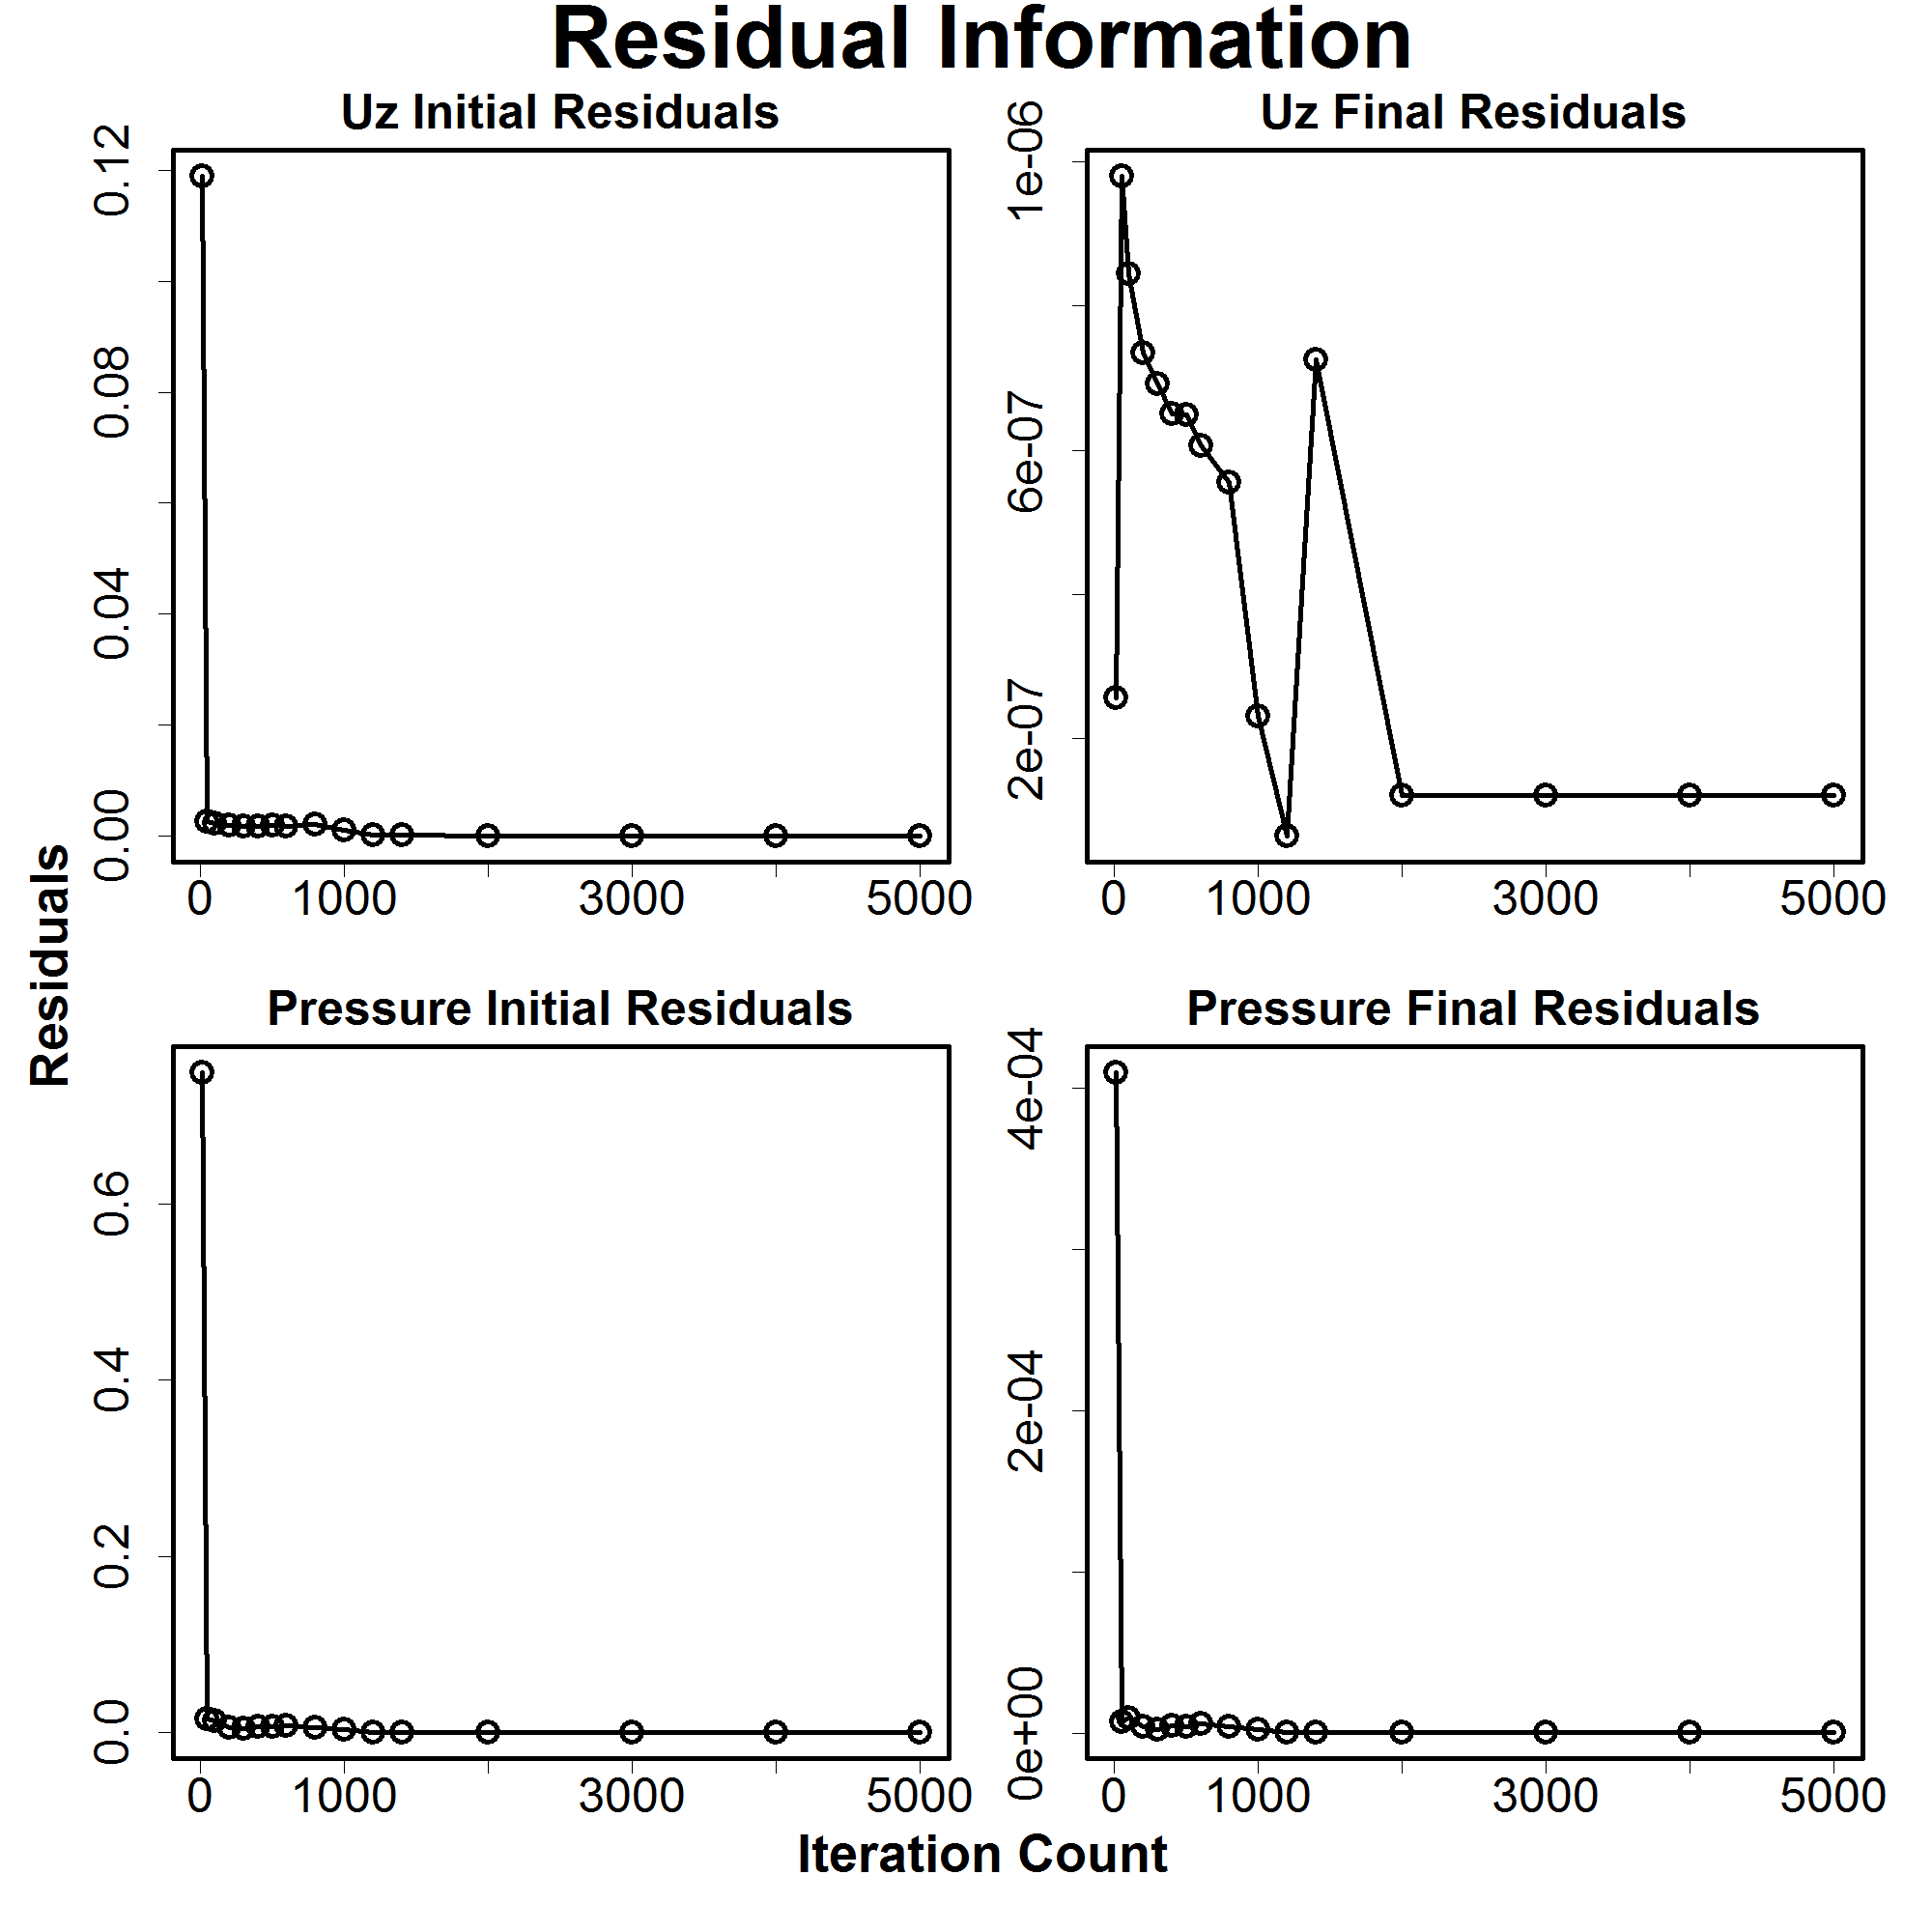 Residual Information
Uz Initial Residuals
0.12
0.08
0.04
0.00
0 1000 3000 5000
Uz Final Residuals
1e-06
6e-07
2e-07
0 1000 3000 5000
Residuals
Pressure Initial Residuals
0.6
0.4
0.2
0.0
0 1000 3000 5000
Pressure Final Residuals
4e-04
2e-04
0e+00
0 1000 3000 5000
Iteration Count